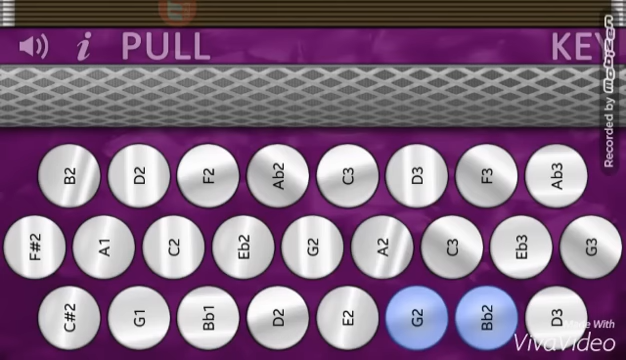 PULL
KEY
Recorded by mobizen
B2 D2 F2 Ab2 C3 D3 F3 Ab3
F#2 A1 C2 Eb2 G2 A2 C3 Eb3 G3
C#2 G1 Bb1 D2 E2 G2 Bb2 D3
Made With
VivaVideo